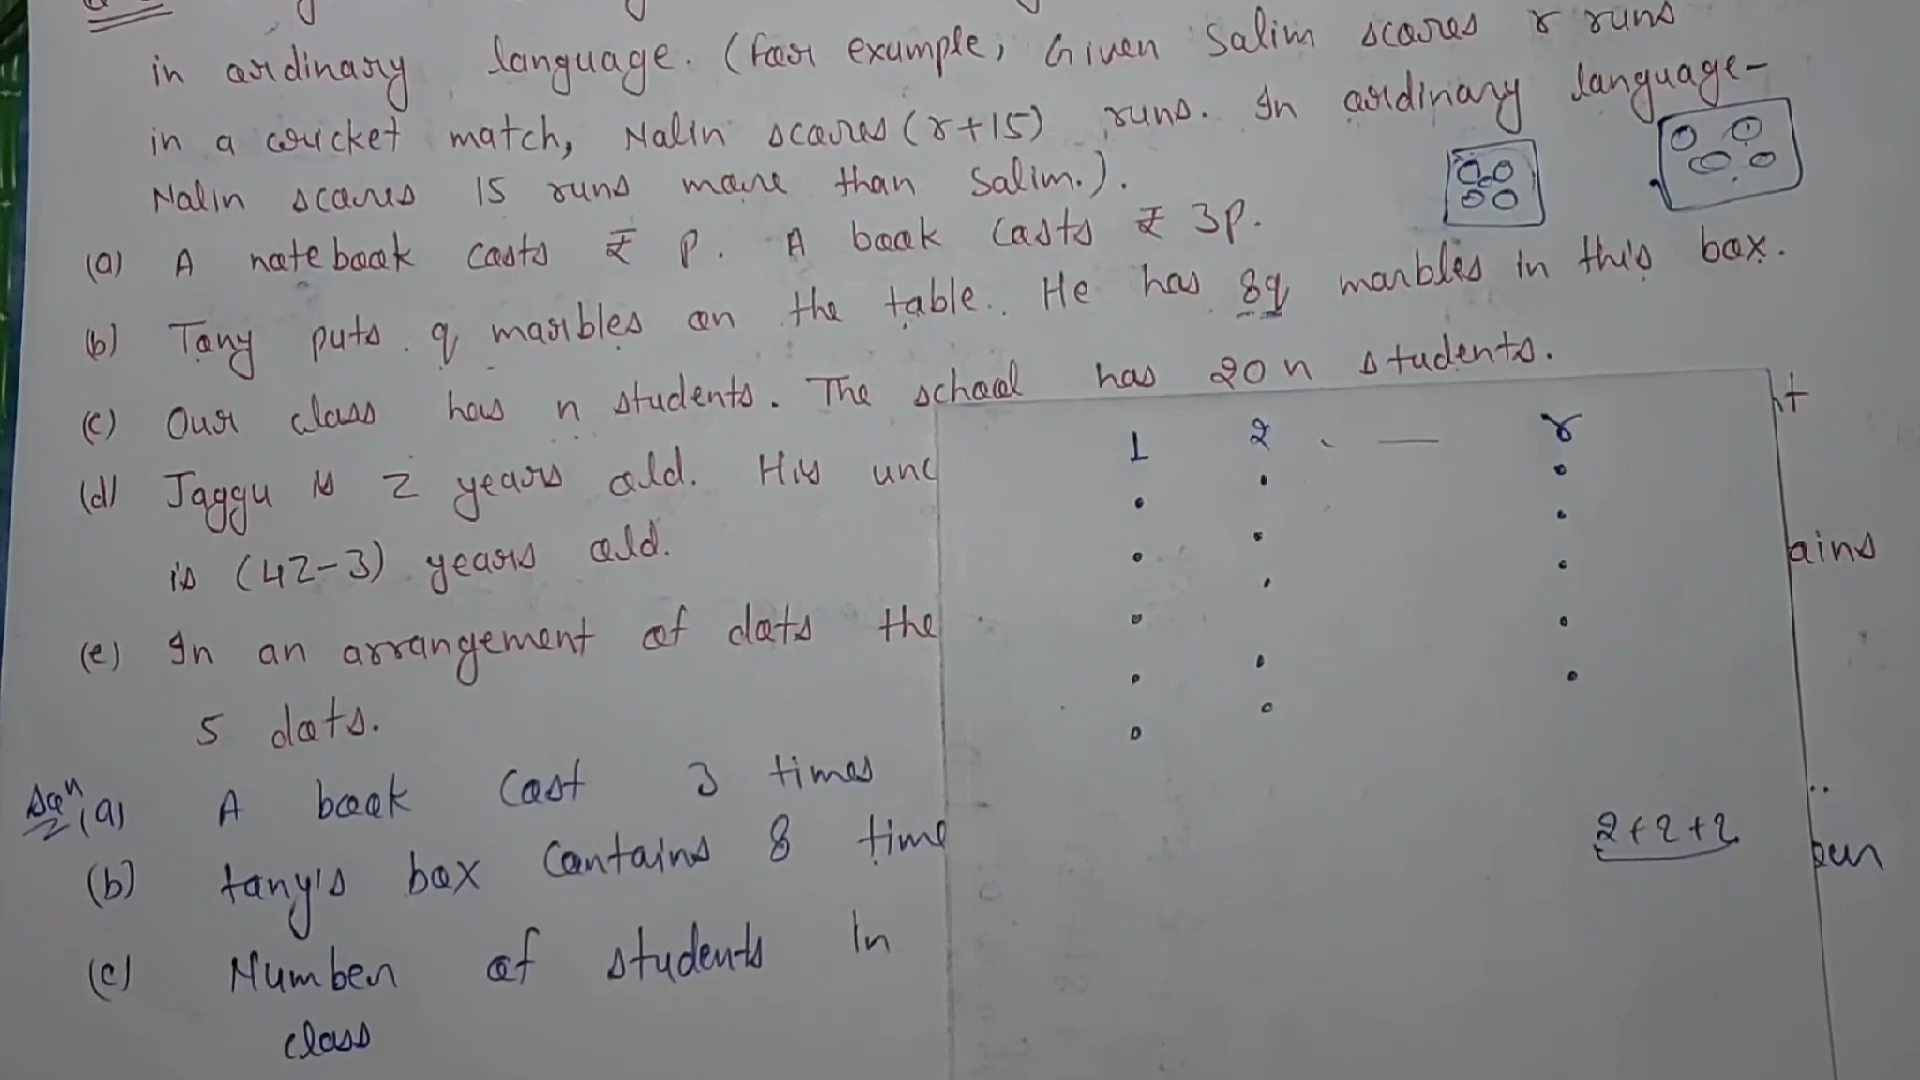 in ordinary language. (For example, Given Salim scores r runs
in a cricket match, Nalin scores (r+15) runs. In ordinary language-
Nalin scores 15 runs more than Salim.).
(a) A notebook costs ₹ p. A book costs ₹ 3p.
(b) Tony puts q marbles on the table. He has 8q marbles in this box.
(c) Our class has n students. The school has 20n students.
(d) Jaggu is z years old. His unc
is (4z-3) years old.
(e) In an arrangement of dots the
5 dots.
Soln (a) A book cost 3 times
(b) tony's box contains 8 time
(c) Number of students in
class
1 2 . — r
2+2+2
ains